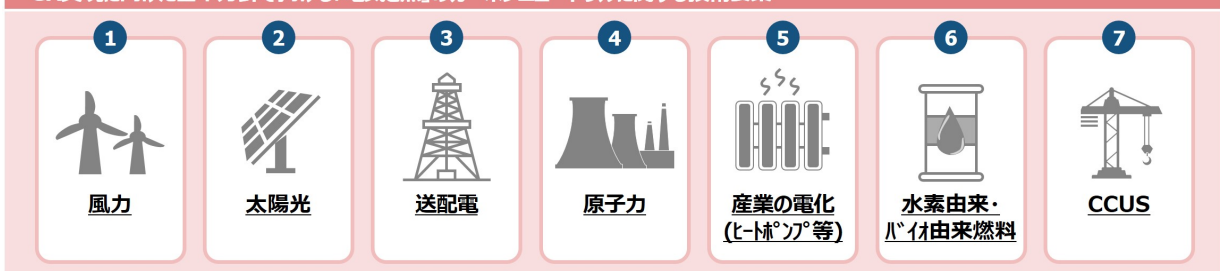 1
2
3
4
5
6
7
風力
太陽光
送配電
原子力
産業の電化
(ﾋｰﾄﾎﾟﾝﾌﾟ等)
水素由来・
ﾊﾞｲｵ由来燃料
CCUS